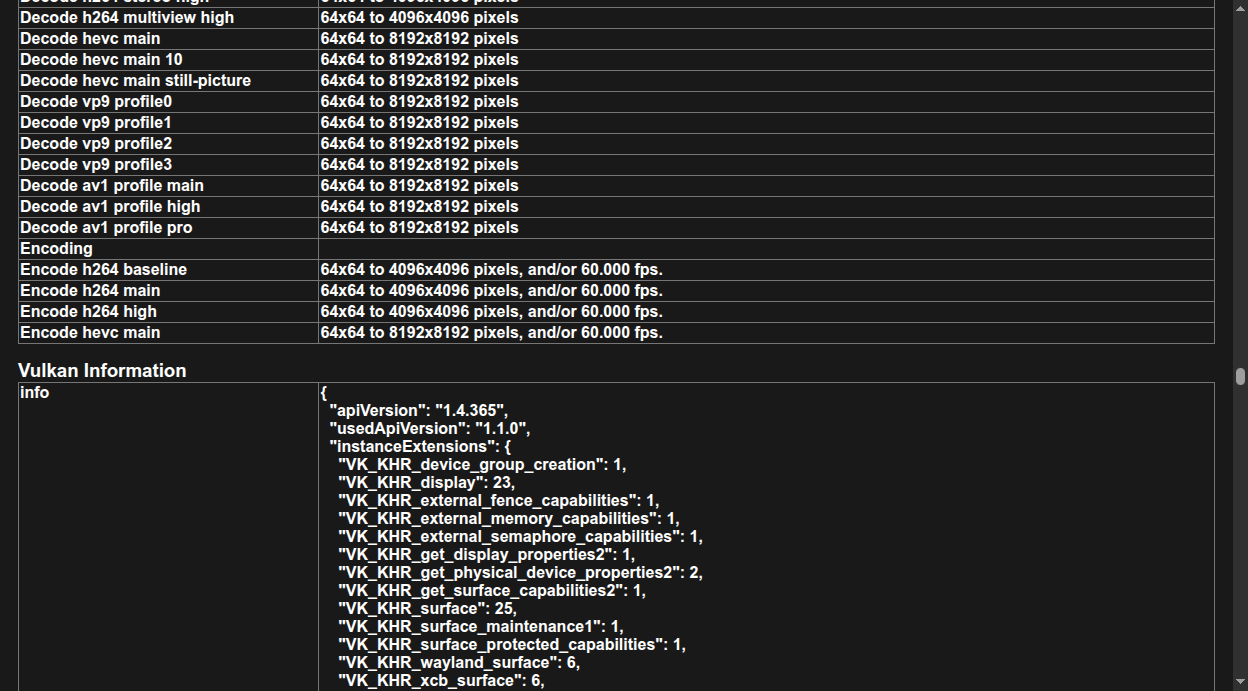 Decode h264 stereo high 64x64 to 4096x4096 pixels
Decode h264 multiview high 64x64 to 4096x4096 pixels
Decode hevc main 64x64 to 8192x8192 pixels
Decode hevc main 10 64x64 to 8192x8192 pixels
Decode hevc main still-picture 64x64 to 8192x8192 pixels
Decode vp9 profile0 64x64 to 8192x8192 pixels
Decode vp9 profile1 64x64 to 8192x8192 pixels
Decode vp9 profile2 64x64 to 8192x8192 pixels
Decode vp9 profile3 64x64 to 8192x8192 pixels
Decode av1 profile main 64x64 to 8192x8192 pixels
Decode av1 profile high 64x64 to 8192x8192 pixels
Decode av1 profile pro 64x64 to 8192x8192 pixels
Encoding
Encode h264 baseline 64x64 to 4096x4096 pixels, and/or 60.000 fps.
Encode h264 main 64x64 to 4096x4096 pixels, and/or 60.000 fps.
Encode h264 high 64x64 to 4096x4096 pixels, and/or 60.000 fps.
Encode hevc main 64x64 to 8192x8192 pixels, and/or 60.000 fps.
Vulkan Information
info {
"apiVersion": "1.4.365",
"usedApiVersion": "1.1.0",
"instanceExtensions": {
"VK_KHR_device_group_creation": 1,
"VK_KHR_display": 23,
"VK_KHR_external_fence_capabilities": 1,
"VK_KHR_external_memory_capabilities": 1,
"VK_KHR_external_semaphore_capabilities": 1,
"VK_KHR_get_display_properties2": 1,
"VK_KHR_get_physical_device_properties2": 2,
"VK_KHR_get_surface_capabilities2": 1,
"VK_KHR_surface": 25,
"VK_KHR_surface_maintenance1": 1,
"VK_KHR_surface_protected_capabilities": 1,
"VK_KHR_wayland_surface": 6,
"VK_KHR_xcb_surface": 6,